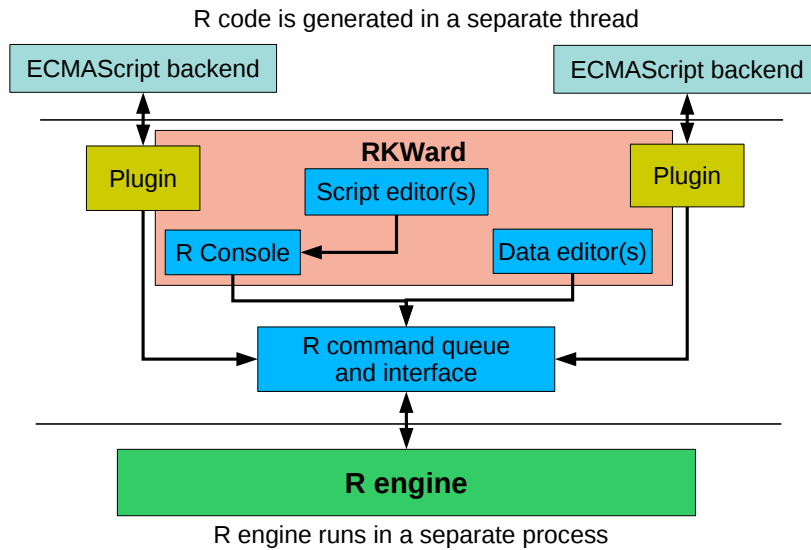 R code is generated in a separate thread
ECMAScript backend
ECMAScript backend
RKWard
Plugin
Plugin
Script editor(s)
R Console
Data editor(s)
R command queue
and interface
R engine
R engine runs in a separate process